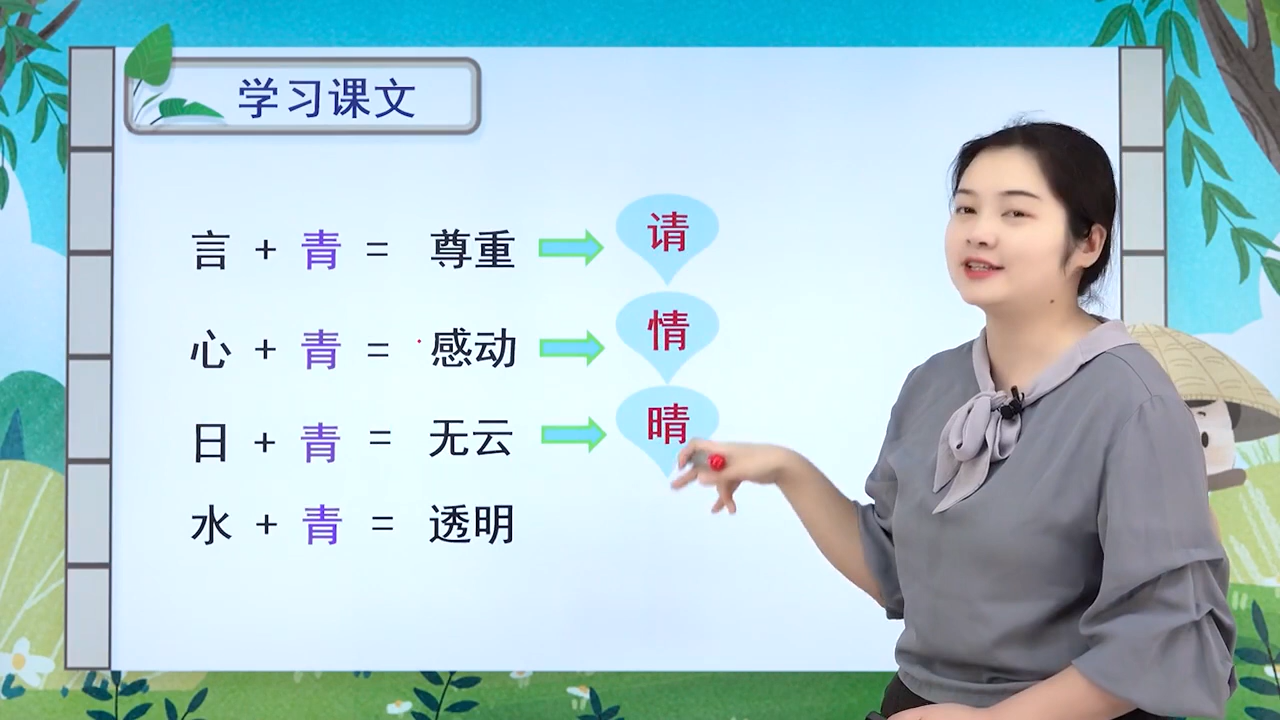 学习课文
言 + 青 = 尊重 请
心 + 青 = 感动 情
日 + 青 = 无云 晴
水 + 青 = 透明